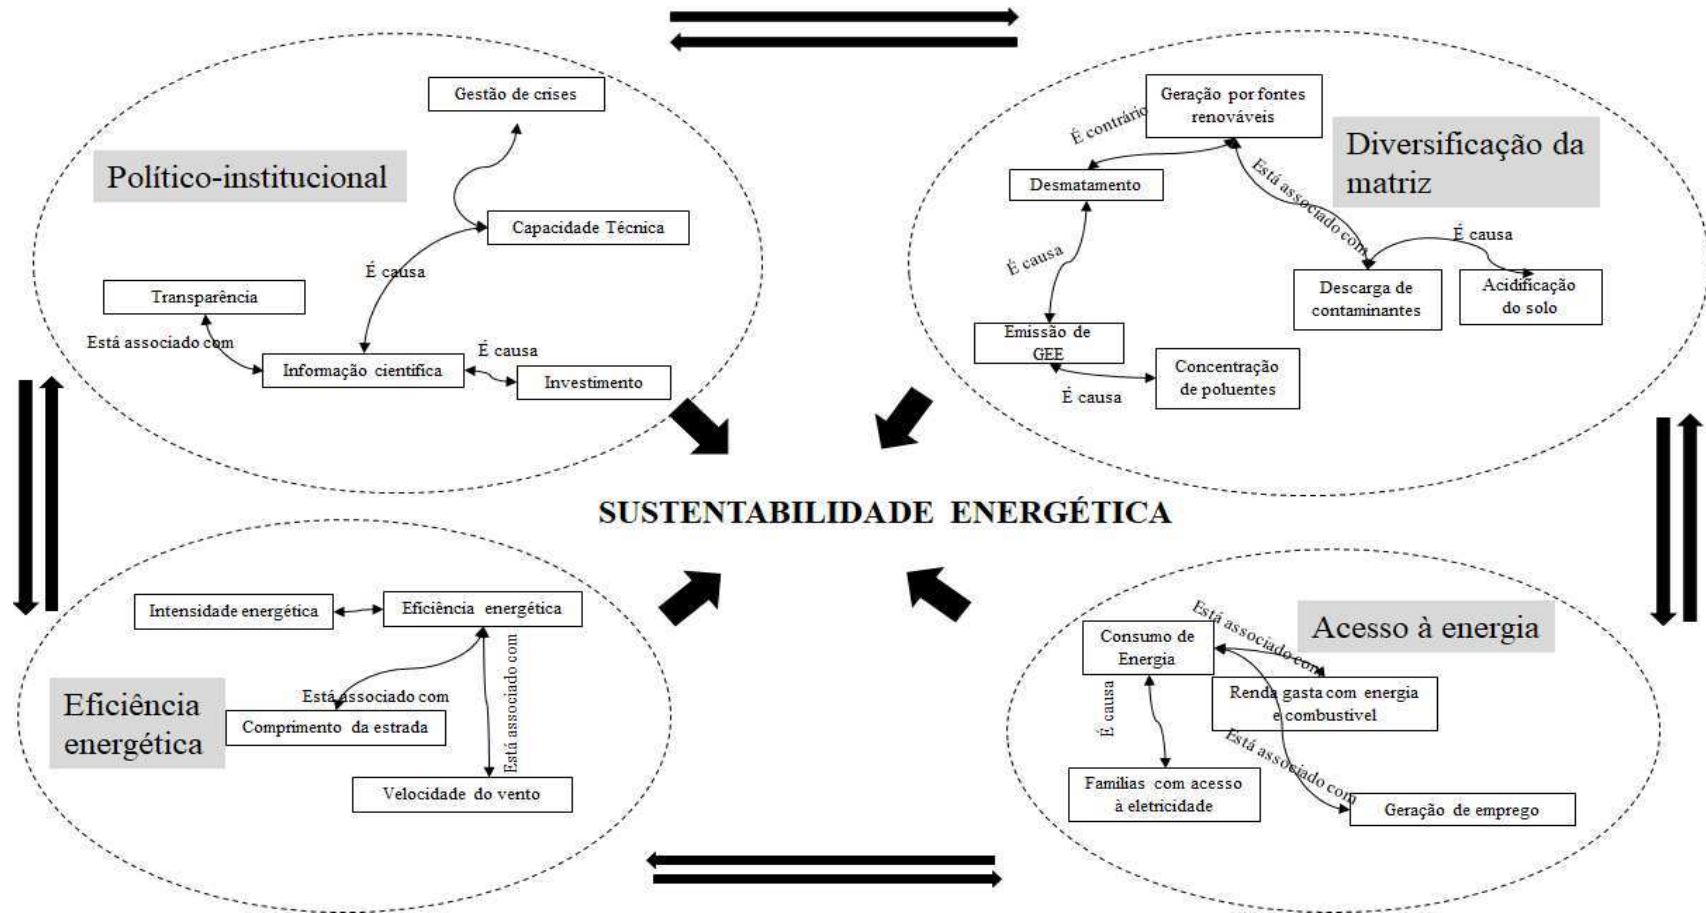 Gestão de crises
Político-institucional
Capacidade Técnica
É causa
Transparência
Está associado com
Informação científica
É causa
Investimento
Geração por fontes
renováveis
É contrário
Diversificação da
matriz
Desmatamento
Está associado com
É causa
É causa
Descarga de
contaminantes
Acidificação
do solo
Emissão de
GEE
Concentração
de poluentes
É causa
SUSTENTABILIDADE ENERGÉTICA
Intensidade energética
Eficiência energética
Está associado com
Está associado com
Eficiência
energética
Comprimento da estrada
Velocidade do vento
Acesso à energia
Consumo de
Energia
Está associado com
É causa
Renda gasta com energia
e combustível
Está associado com
Famílias com acesso
à eletricidade
Geração de emprego